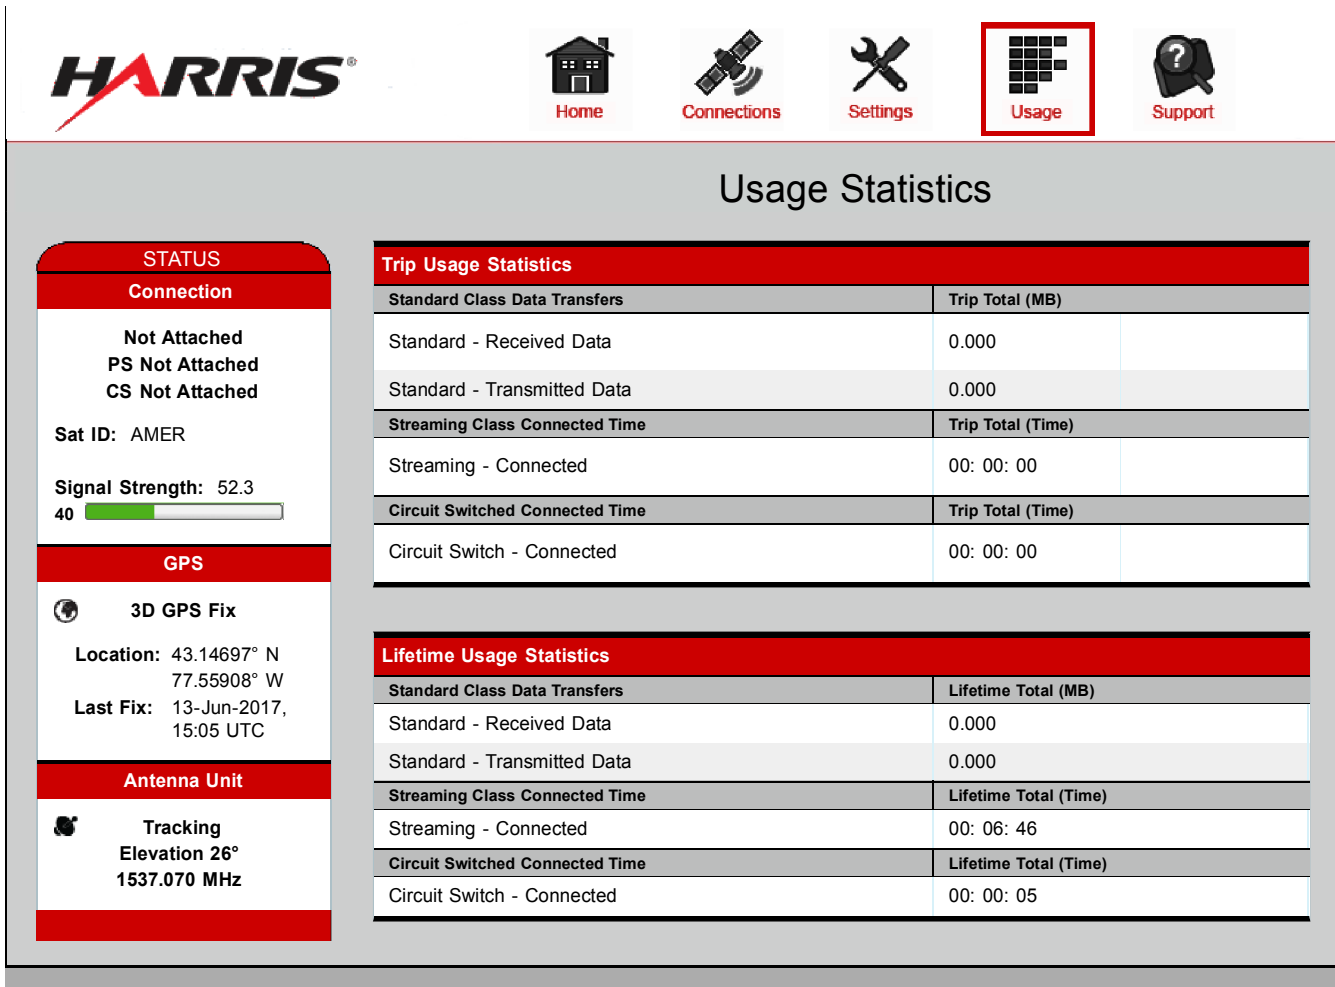 HARRIS®
Home
Connections
Settings
Usage
Support
Usage Statistics
STATUS
Connection
Not Attached
PS Not Attached
CS Not Attached
Sat ID: AMER
Signal Strength: 52.3
40
GPS
3D GPS Fix
Location: 43.14697° N
77.55908° W
Last Fix: 13-Jun-2017,
15:05 UTC
Antenna Unit
Tracking
Elevation 26°
1537.070 MHz
Trip Usage Statistics
Standard Class Data Transfers Trip Total (MB)
Standard - Received Data 0.000
Standard - Transmitted Data 0.000
Streaming Class Connected Time Trip Total (Time)
Streaming - Connected 00: 00: 00
Circuit Switched Connected Time Trip Total (Time)
Circuit Switch - Connected 00: 00: 00
Lifetime Usage Statistics
Standard Class Data Transfers Lifetime Total (MB)
Standard - Received Data 0.000
Standard - Transmitted Data 0.000
Streaming Class Connected Time Lifetime Total (Time)
Streaming - Connected 00: 06: 46
Circuit Switched Connected Time Lifetime Total (Time)
Circuit Switch - Connected 00: 00: 05